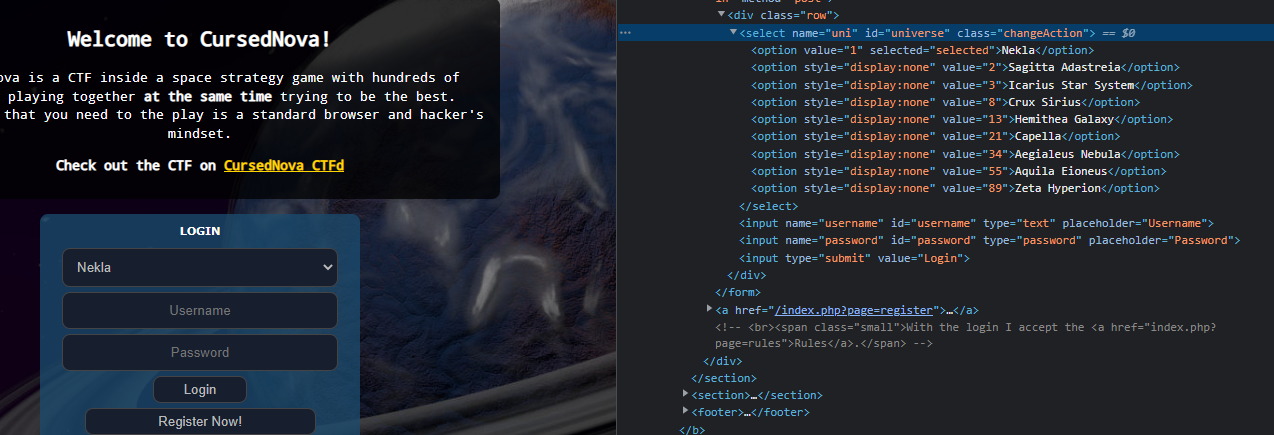 Welcome to CursedNova!
ova is a CTF inside a space strategy game with hundreds of
playing together at the same time trying to be the best.
that you need to the play is a standard browser and hacker's
mindset.
Check out the CTF on CursedNova CTFd
LOGIN
Nekla
Username
Password
Login
Register Now!
<div class="row">
<select name="uni" id="universe" class="changeAction"> == $0
<option value="1" selected="selected">Nekla</option>
<option style="display:none" value="2">Sagitta Adastreia</option>
<option style="display:none" value="3">Icarius Star System</option>
<option style="display:none" value="8">Crux Sirius</option>
<option style="display:none" value="13">Hemithea Galaxy</option>
<option style="display:none" value="21">Capella</option>
<option style="display:none" value="34">Aegialeus Nebula</option>
<option style="display:none" value="55">Aquila Eioneus</option>
<option style="display:none" value="89">Zeta Hyperion</option>
</select>
<input name="username" id="username" type="text" placeholder="Username">
<input name="password" id="password" type="password" placeholder="Password">
<input type="submit" value="Login">
</div>
</form>
<a href="/index.php?page=register">…</a>
<!-- <br><span class="small">With the login I accept the <a href="index.php?
page=rules">Rules</a>.</span> -->
</div>
</section>
<section>…</section>
<footer>…</footer>
</b>